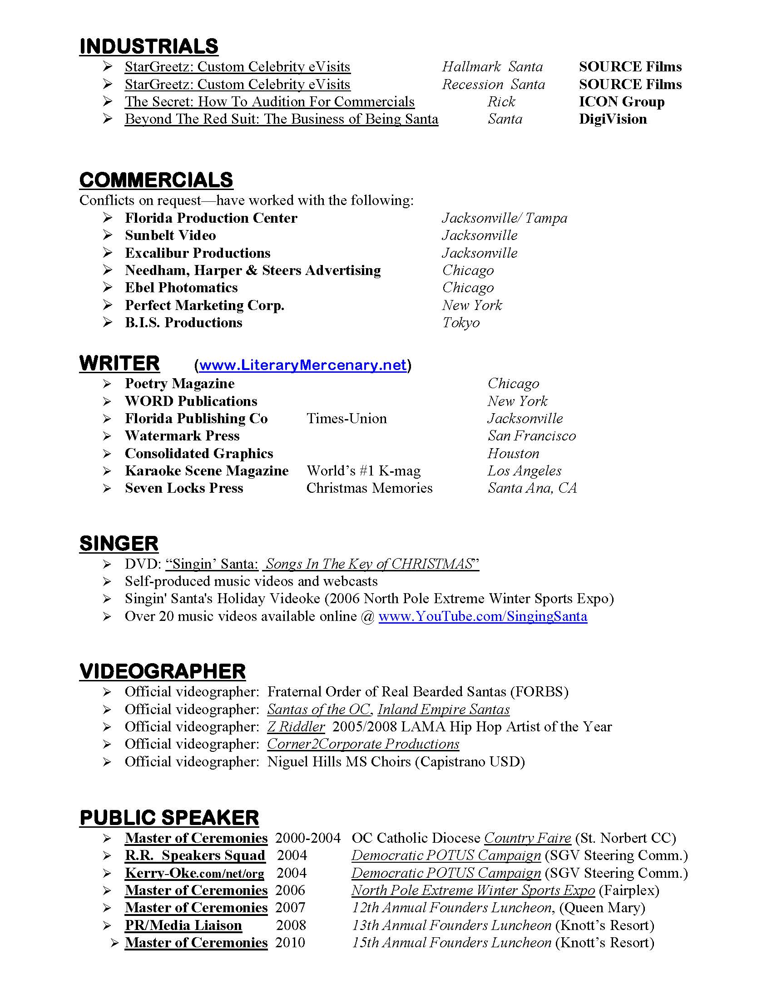 INDUSTRIALS
➢ StarGreetz: Custom Celebrity eVisits Hallmark Santa SOURCE Films
➢ StarGreetz: Custom Celebrity eVisits Recession Santa SOURCE Films
➢ The Secret: How To Audition For Commercials Rick ICON Group
➢ Beyond The Red Suit: The Business of Being Santa Santa DigiVision
COMMERCIALS
Conflicts on request—have worked with the following:
➢ Florida Production Center Jacksonville/ Tampa
➢ Sunbelt Video Jacksonville
➢ Excalibur Productions Jacksonville
➢ Needham, Harper & Steers Advertising Chicago
➢ Ebel Photomatics Chicago
➢ Perfect Marketing Corp. New York
➢ B.I.S. Productions Tokyo
WRITER (www.LiteraryMercenary.net)
➢ Poetry Magazine Chicago
➢ WORD Publications New York
➢ Florida Publishing Co Times-Union Jacksonville
➢ Watermark Press San Francisco
➢ Consolidated Graphics Houston
➢ Karaoke Scene Magazine World’s #1 K-mag Los Angeles
➢ Seven Locks Press Christmas Memories Santa Ana, CA
SINGER
➢ DVD: “Singin’ Santa: Songs In The Key of CHRISTMAS”
➢ Self-produced music videos and webcasts
➢ Singin' Santa's Holiday Videoke (2006 North Pole Extreme Winter Sports Expo)
➢ Over 20 music videos available online @ www.YouTube.com/SingingSanta
VIDEOGRAPHER
➢ Official videographer: Fraternal Order of Real Bearded Santas (FORBS)
➢ Official videographer: Santas of the OC, Inland Empire Santas
➢ Official videographer: Z Riddler 2005/2008 LAMA Hip Hop Artist of the Year
➢ Official videographer: Corner2Corporate Productions
➢ Official videographer: Niguel Hills MS Choirs (Capistrano USD)
PUBLIC SPEAKER
➢ Master of Ceremonies 2000-2004 OC Catholic Diocese Country Faire (St. Norbert CC)
➢ R.R. Speakers Squad 2004 Democratic POTUS Campaign (SGV Steering Comm.)
➢ Kerry-Oke.com/net/org 2004 Democratic POTUS Campaign (SGV Steering Comm.)
➢ Master of Ceremonies 2006 North Pole Extreme Winter Sports Expo (Fairplex)
➢ Master of Ceremonies 2007 12th Annual Founders Luncheon, (Queen Mary)
➢ PR/Media Liaison 2008 13th Annual Founders Luncheon (Knott’s Resort)
➢ Master of Ceremonies 2010 15th Annual Founders Luncheon (Knott’s Resort)